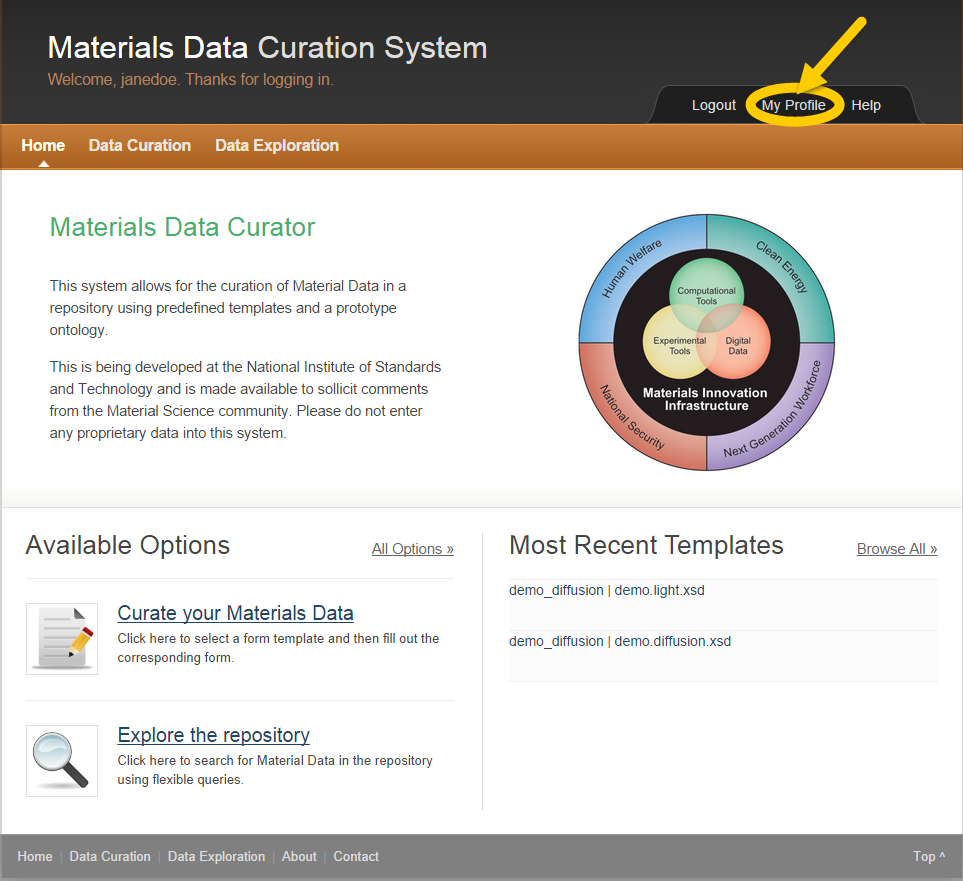 Materials Data Curation System
Welcome, janedoe. Thanks for logging in.
Logout My Profile Help
Home Data Curation Data Exploration
Materials Data Curator
This system allows for the curation of Material Data in a
repository using predefined templates and a prototype
ontology.
This is being developed at the National Institute of Standards
and Technology and is made available to sollicit comments
from the Material Science community. Please do not enter
any proprietary data into this system.
Human Welfare
Clean Energy
Computational
Tools
Experimental
Tools
Digital
Data
Materials Innovation
Infrastructure
National Security
Next Generation Workforce
Available Options
All Options »
Curate your Materials Data
Click here to select a form template and then fill out the
corresponding form.
Explore the repository
Click here to search for Material Data in the repository
using flexible queries.
Most Recent Templates
Browse All »
demo_diffusion | demo.light.xsd
demo_diffusion | demo.diffusion.xsd
Home | Data Curation | Data Exploration | About | Contact
Top ^